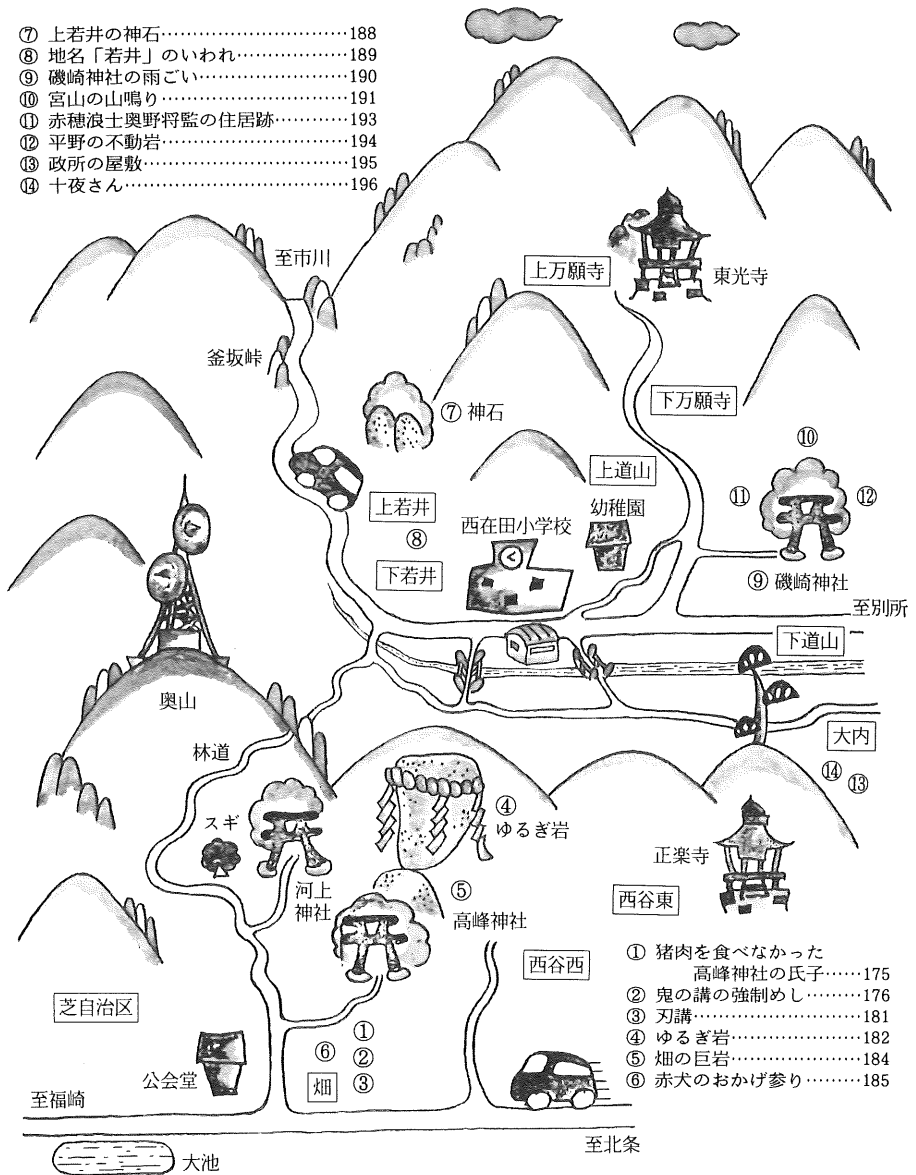 ⑦ 上若井の神石…………………………188
⑧ 地名「若井」のいわれ………………189
⑨ 磯崎神社の雨ごい……………………190
⑩ 宮山の山鳴り…………………………191
⑪ 赤穂浪士奥野将監の住居跡…………193
⑫ 平野の不動岩…………………………194
⑬ 政所の屋敷……………………………195
⑭ 十夜さん………………………………196
至市川
上万願寺
東光寺
釜坂峠
下万願寺
⑦ 神石
⑩
上道山
⑪
⑫
上若井
幼稚園
西在田小学校
⑧
下若井
⑨ 磯崎神社
至別所
下道山
奥山
大内
林道
⑭
⑬
④
ゆるぎ岩
スギ
正楽寺
河上
神社
⑤
高峰神社
西谷東
西谷西
① 猪肉を食べなかった
高峰神社の氏子……175
② 鬼の講の強制めし………176
③ 刃講………………………181
④ ゆるぎ岩…………………182
⑤ 畑の巨岩…………………184
⑥ 赤犬のおかげ参り………185
芝自治区
①
⑥
②
畑
③
公会堂
至福崎
至北条
大池